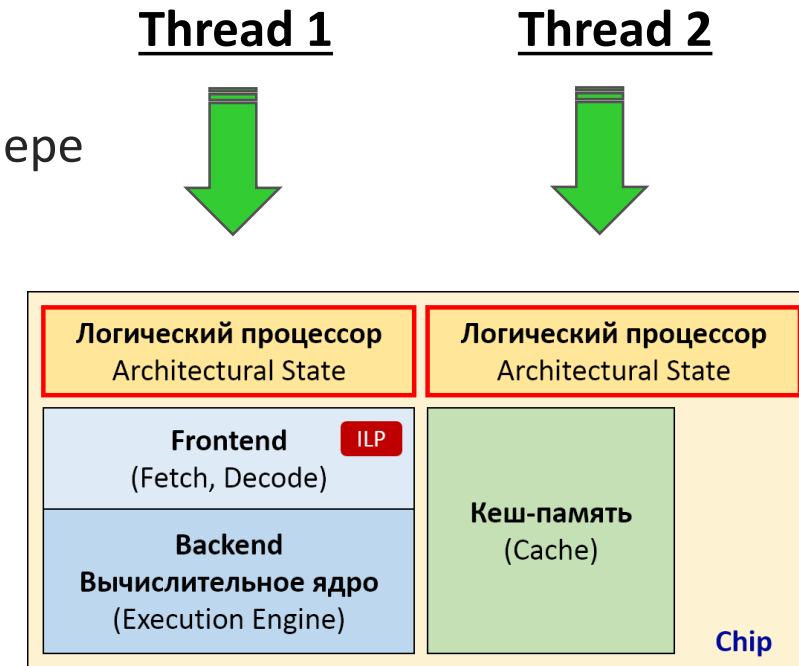 Thread 1
Thread 2
ере
Логический процессор
Architectural State
Логический процессор
Architectural State
Frontend
ILP
(Fetch, Decode)
Backend
Вычислительное ядро
(Execution Engine)
Кеш-память
(Cache)
Chip